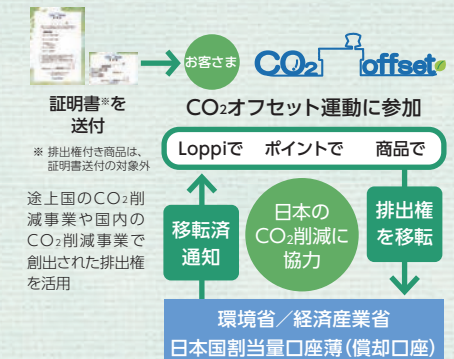 お客さま
CO2 offset
証明書※を
送付
※ 排出権付き商品は、
証明書送付の対象外
CO2オフセット運動に参加
Loppiで ポイントで 商品で
途上国のCO2削
減事業や国内の
CO2削減事業で
創出された排出権
を活用
移転済
通知
日本の
CO2削減に
協力
排出権
を移転
環境省／経済産業省
日本国割当量口座薄(償却口座)